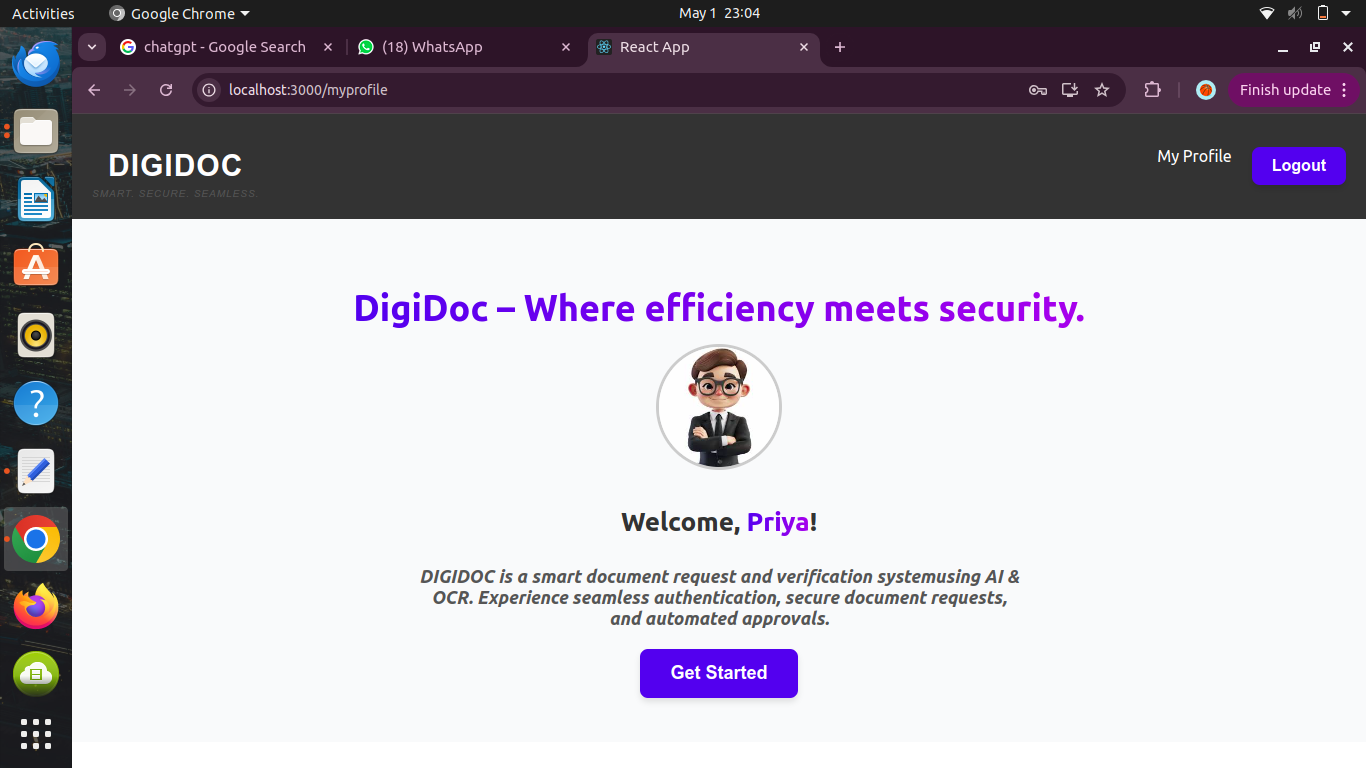 Activities
Google Chrome
May 1 23:04
chatgpt - Google Search
(18) WhatsApp
React App
localhost:3000/myprofile
Finish update
DIGIDOC
SMART. SECURE. SEAMLESS.
My Profile
Logout
DigiDoc – Where efficiency meets security.
Welcome, Priya!
DIGIDOC is a smart document request and verification systemusing AI &
OCR. Experience seamless authentication, secure document requests,
and automated approvals.
Get Started